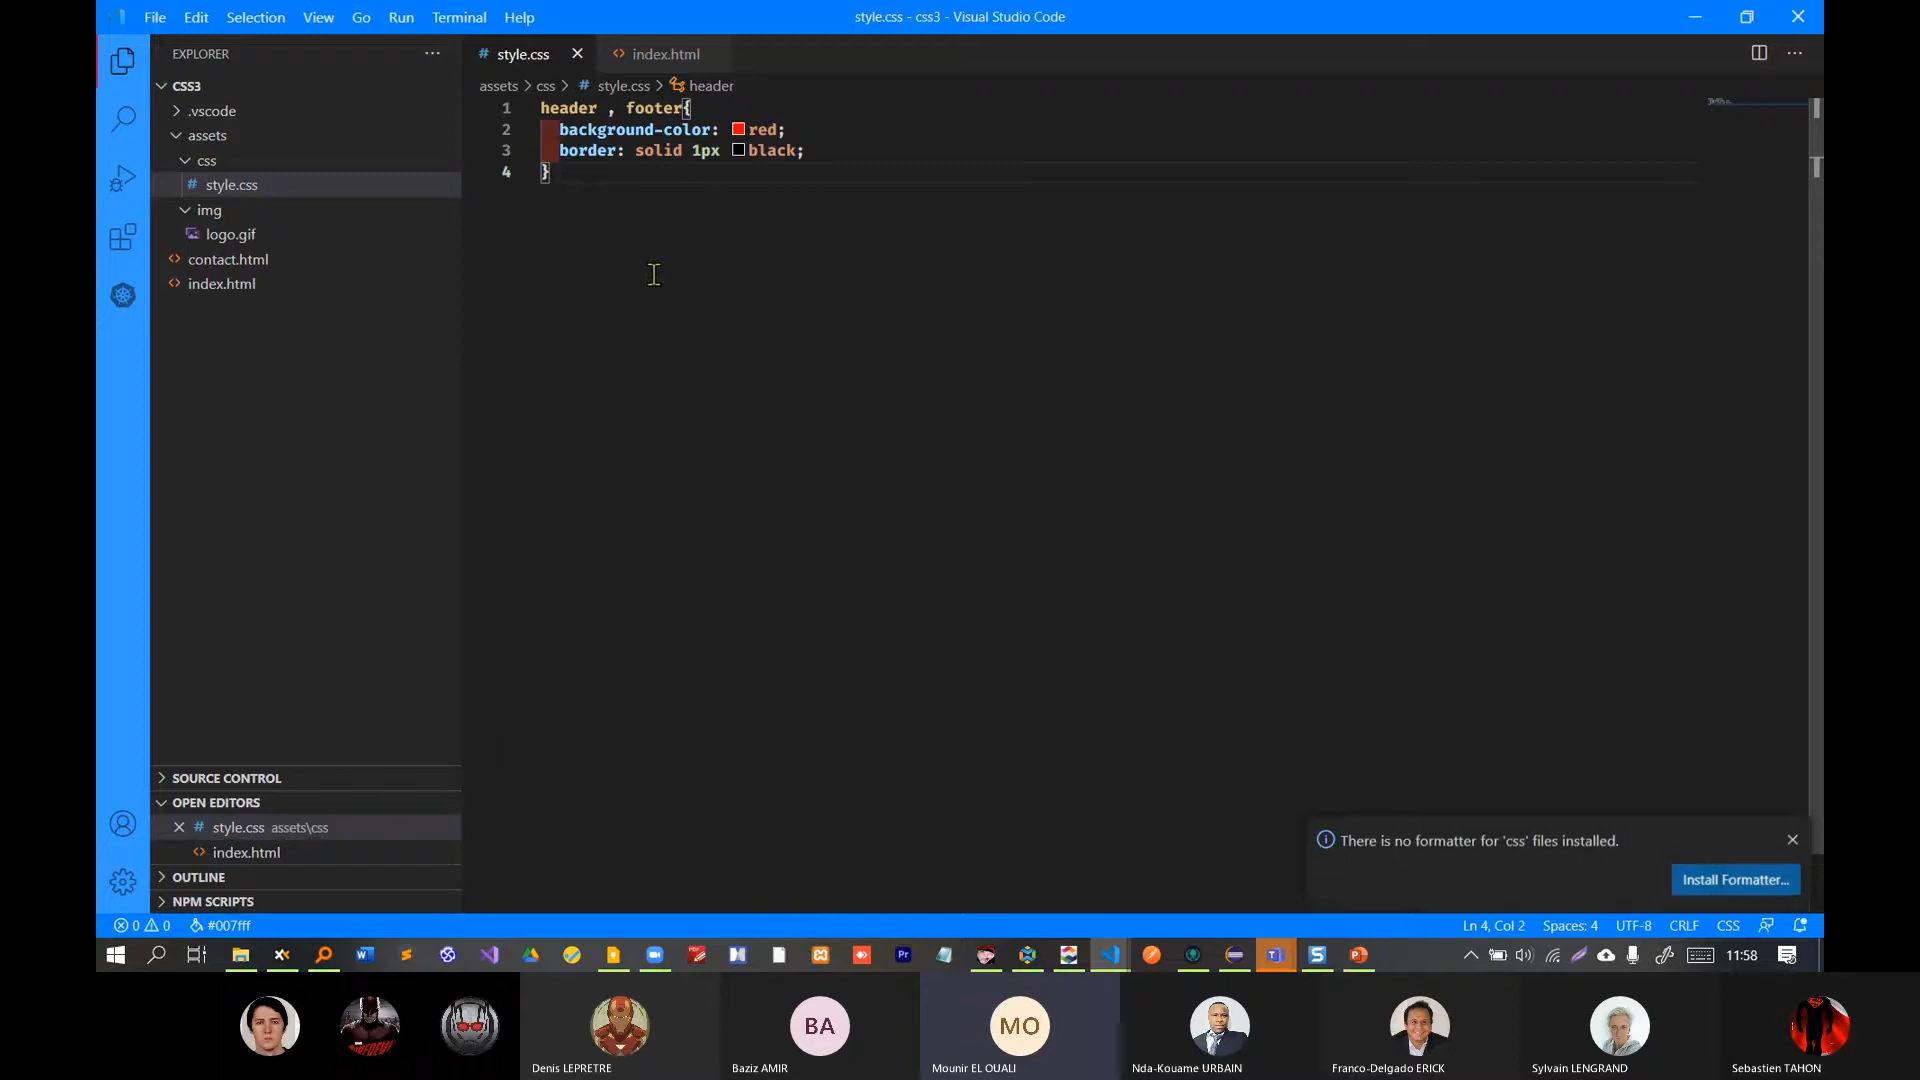 File Edit Selection View Go Run Terminal Help
style.css - css3 - Visual Studio Code
EXPLORER
CSS3
.vscode
assets
css
# style.css
img
logo.gif
<> contact.html
<> index.html
SOURCE CONTROL
OPEN EDITORS
# style.css assets\css
<> index.html
OUTLINE
NPM SCRIPTS
# style.css
<> index.html
assets > css > # style.css > header
1 header , footer{
2 background-color: red;
3 border: solid 1px black;
4 }
There is no formatter for 'css' files installed.
Install Formatter...
0 0 #007fff
Ln 4, Col 2 Spaces: 4 UTF-8 CRLF CSS
11:58
BA
MO
Denis LEPRETRE
Baziz AMIR
Mounir EL OUALI
Nda-Kouame URBAIN
Franco-Delgado ERICK
Sylvain LENGRAND
Sebastien TAHON